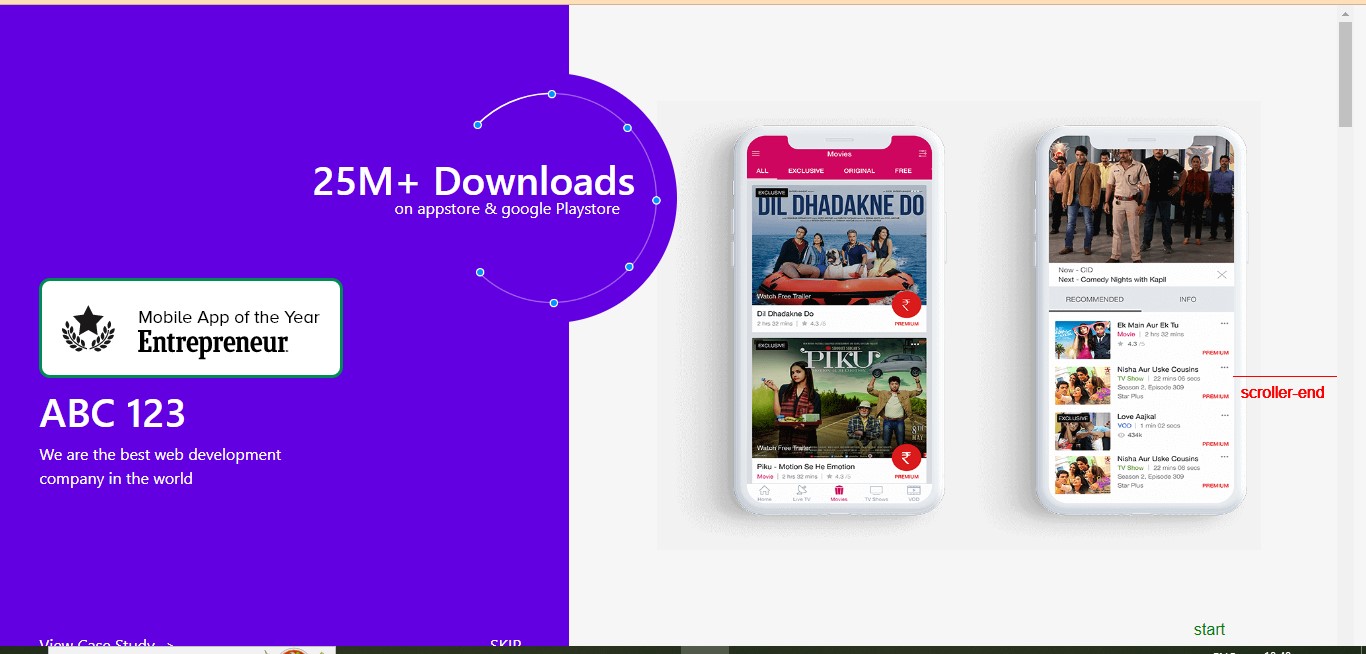 25M+ Downloads
on appstore & google Playstore
Mobile App of the Year
Entrepreneur
ABC 123
We are the best web development
company in the world
View Case Study ->
SKIP
Movies
ALL EXCLUSIVE ORIGINAL FREE
EXCLUSIVE
DIL DHADAKNE DO
Watch Free Trailer
Dil Dhadakne Do
2 hrs 32 mins | ★ 4.3 /5
₹
PREMIUM
EXCLUSIVE
PIKU
8TH
MAY
Watch Free Trailer
Piku - Motion Se He Emotion
Movie | 2 hrs 32 mins | ★ 4.3 /5
₹
PREMIUM
Home Live TV Movies TV Shows VOD
Now - CID
Next - Comedy Nights with Kapil
RECOMMENDED INFO
Ek Main Aur Ek Tu
Movie | 2 hrs 32 mins
★ 4.3 /5
PREMIUM
Nisha Aur Uske Cousins
TV Show | 22 mins 06 secs
Season 2, Episode 309
Star Plus
PREMIUM
EXCLUSIVE
Love Aajkal
VOD | 1 min 02 secs
434k
PREMIUM
Nisha Aur Uske Cousins
TV Show | 22 mins 06 secs
Season 2, Episode 309
Star Plus
PREMIUM
scroller-end
start